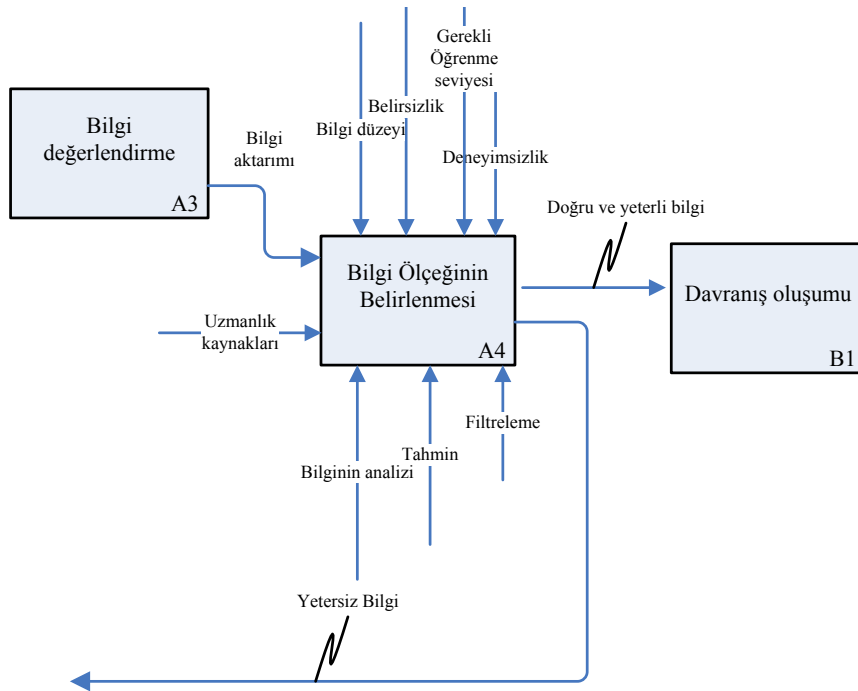 Gerekli
Öğrenme
seviyesi
Belirsizlik
Bilgi düzeyi
Deneyimsizlik
Bilgi
değerlendirme
A3
Bilgi
aktarımı
Doğru ve yeterli bilgi
Bilgi Ölçeğinin
Belirlenmesi
A4
Davranış oluşumu
B1
Uzmanlık
kaynakları
Filtreleme
Tahmin
Bilginin analizi
Yetersiz Bilgi